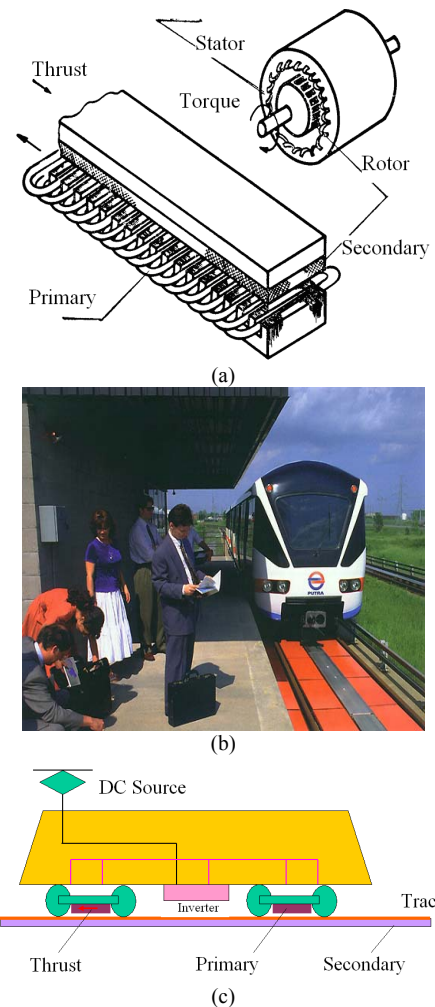 Stator
Thrust
Torque
Rotor
Secondary
Primary
(a)
PUTRA
(b)
DC Source
Inverter
Trac
Thrust
Primary
Secondary
(c)